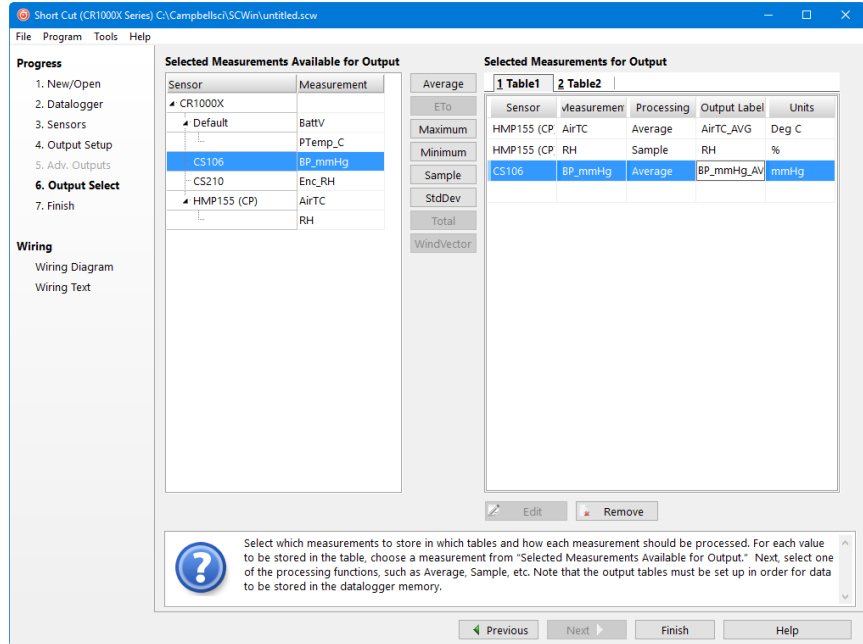 Short Cut (CR1000X Series) C:\Campbellsci\SCWin\untitled.scw
File Program Tools Help
Progress
1. New/Open
2. Datalogger
3. Sensors
4. Output Setup
5. Adv. Outputs
6. Output Select
7. Finish
Wiring
Wiring Diagram
Wiring Text
Selected Measurements Available for Output
Sensor Measurement
CR1000X
Default BattV
PTemp_C
CS106 BP_mmHg
CS210 Enc_RH
HMP155 (CP) AirTC
RH
Average
ETo
Maximum
Minimum
Sample
StdDev
Total
WindVector
Selected Measurements for Output
1 Table1 2 Table2
Sensor Measurement Processing Output Label Units
HMP155 (CP AirTC Average AirTC_AVG Deg C
HMP155 (CP RH Sample RH %
CS106 BP_mmHg Average BP_mmHg_AV mmHg
Edit Remove
Select which measurements to store in which tables and how each measurement should be processed. For each value
to be stored in the table, choose a measurement from "Selected Measurements Available for Output." Next, select one
of the processing functions, such as Average, Sample, etc. Note that the output tables must be set up in order for data
to be stored in the datalogger memory.
Previous Next Finish Help